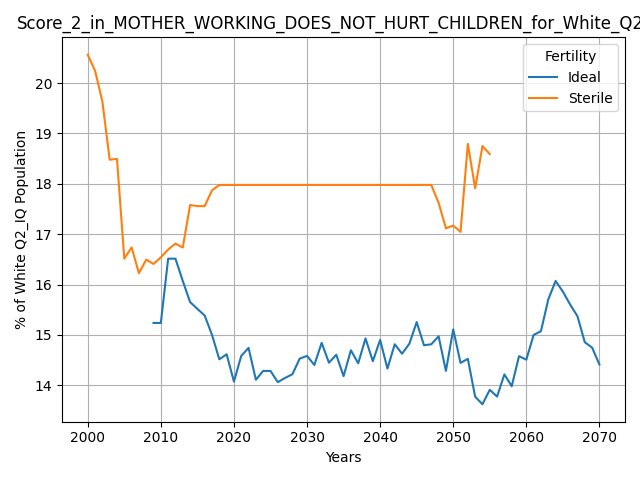 Score_2_in_MOTHER_WORKING_DOES_NOT_HURT_CHILDREN_for_White_Q2
Fertility
Ideal
Sterile
% of White Q2_IQ Population
20
19
18
17
16
15
14
2000 2010 2020 2030 2040 2050 2060 2070
Years